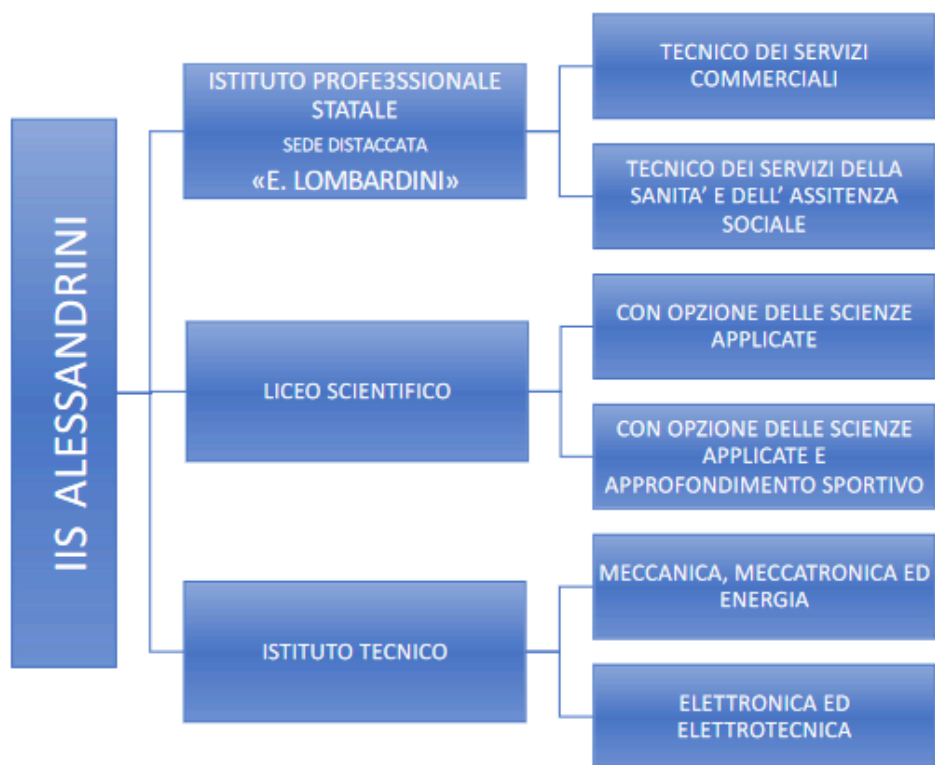 IIS ALESSANDRINI
ISTITUTO PROFE3SSIONALE
STATALE
SEDE DISTACCATA
«E. LOMBARDINI»
TECNICO DEI SERVIZI
COMMERCIALI
TECNICO DEI SERVIZI DELLA
SANITA’ E DELL’ ASSITENZA
SOCIALE
LICEO SCIENTIFICO
CON OPZIONE DELLE SCIENZE
APPLICATE
CON OPZIONE DELLE SCIENZE
APPLICATE E
APPROFONDIMENTO SPORTIVO
ISTITUTO TECNICO
MECCANICA, MECCATRONICA ED
ENERGIA
ELETTRONICA ED
ELETTROTECNICA